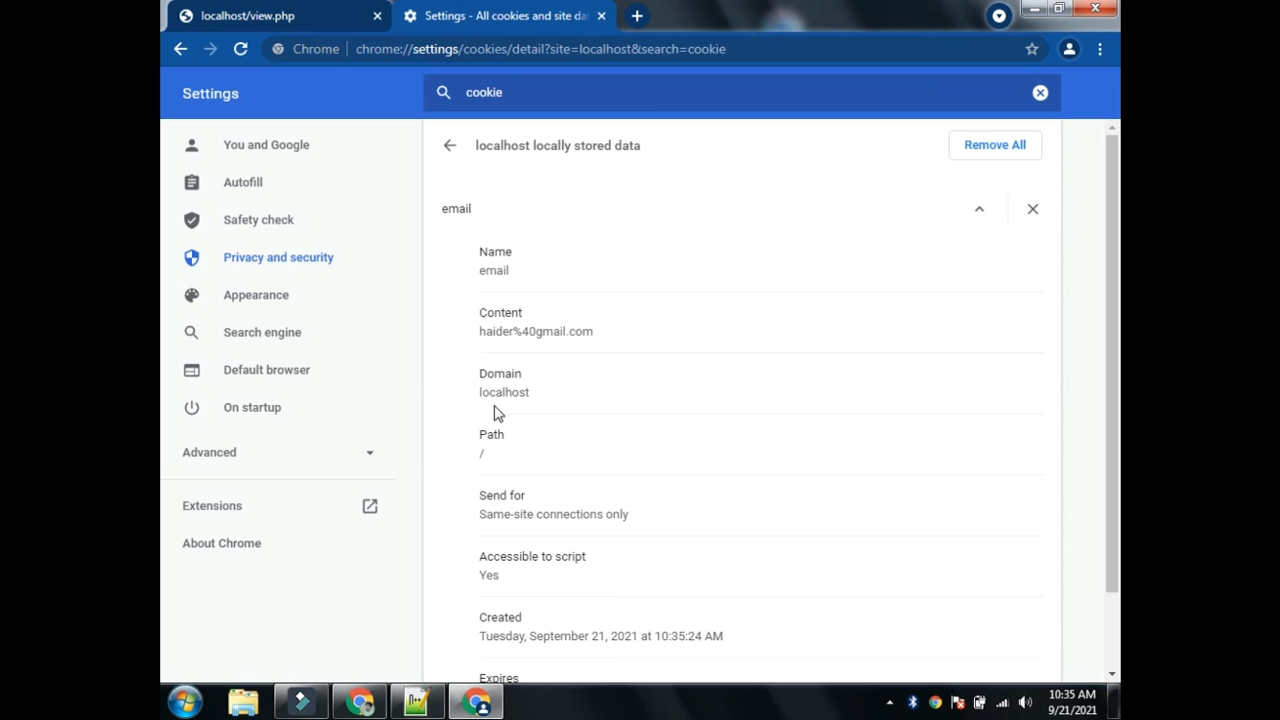 localhost/view.php
Settings - All cookies and site da
Chrome
chrome://settings/cookies/detail?site=localhost&search=cookie
Settings
cookie
You and Google
Autofill
Safety check
Privacy and security
Appearance
Search engine
Default browser
On startup
Advanced
Extensions
About Chrome
localhost locally stored data
Remove All
email
Name
email
Content
haider%40gmail.com
Domain
localhost
Path
/
Send for
Same-site connections only
Accessible to script
Yes
Created
Tuesday, September 21, 2021 at 10:35:24 AM
Expires
10:35 AM
9/21/2021